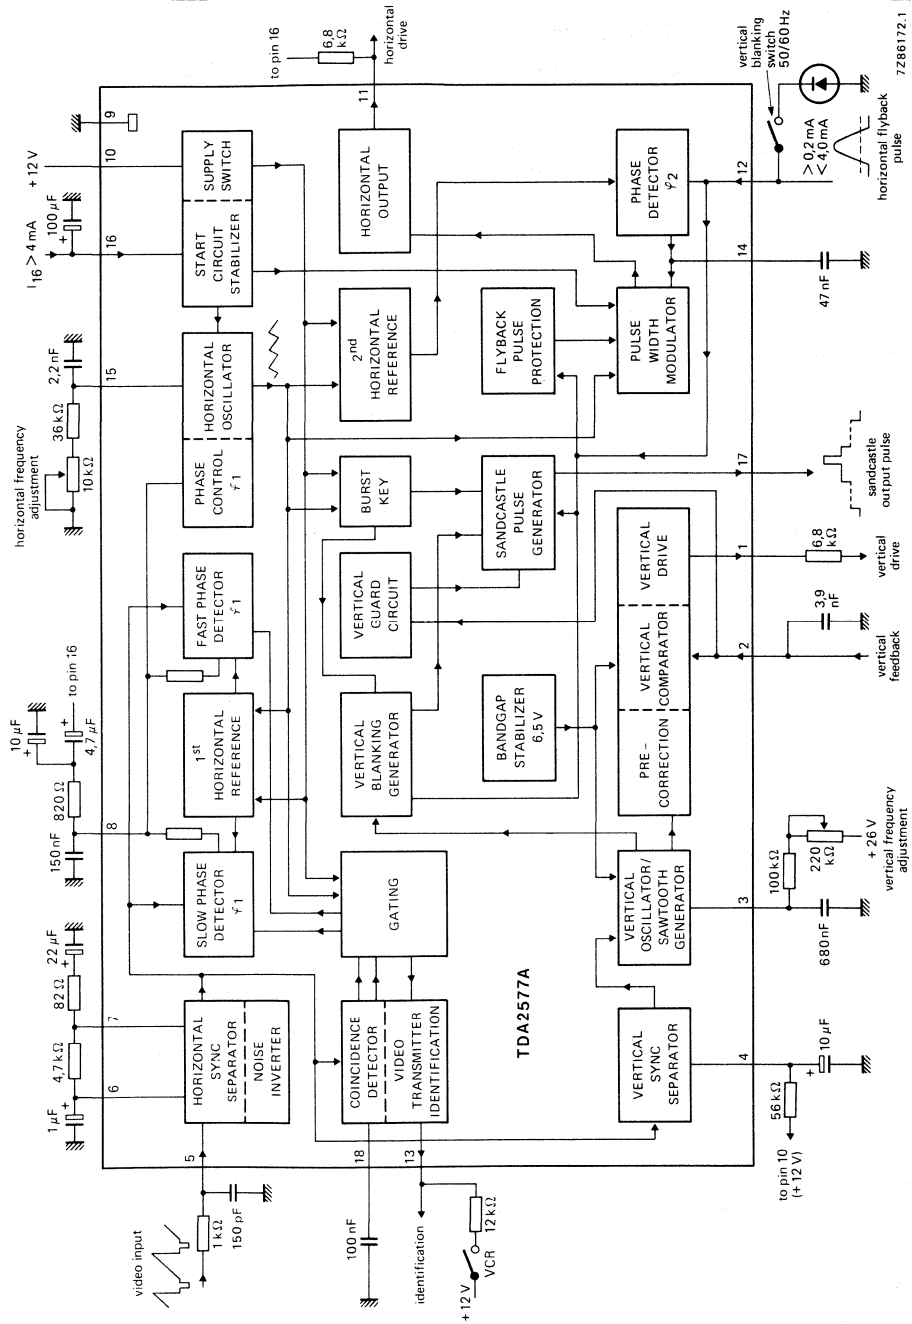 video input
1 kΩ
150 pF
5
1 µF
6
4,7 kΩ
7
82 Ω
22 µF
150 nF
8
820 Ω
10 µF
4,7 µF
to pin 16
horizontal frequency
adjustment
10 kΩ
36 kΩ
2,2 nF
15
I16 > 4 mA
100 µF
16
+ 12 V
10
9
to pin 16
6,8
kΩ
horizontal
drive
11
HORIZONTAL
SYNC
SEPARATOR
NOISE
INVERTER
SLOW PHASE
DETECTOR
φ1
1st
HORIZONTAL
REFERENCE
FAST PHASE
DETECTOR
φ1
PHASE
CONTROL
φ1
HORIZONTAL
OSCILLATOR
START
CIRCUIT
STABILIZER
SUPPLY
SWITCH
COINCIDENCE
DETECTOR
VIDEO
TRANSMITTER
IDENTIFICATION
GATING
VERTICAL
BLANKING
GENERATOR
VERTICAL
GUARD
CIRCUIT
BURST
KEY
2nd
HORIZONTAL
REFERENCE
HORIZONTAL
OUTPUT
18
13
100 nF
identification
12 kΩ
VCR
+ 12 V
TDA2577A
BANDGAP
STABILIZER
6,5 V
SANDCASTLE
PULSE
GENERATOR
FLYBACK
PULSE
PROTECTION
VERTICAL
SYNC
SEPARATOR
VERTICAL
OSCILLATOR/
SAWTOOTH
GENERATOR
PRE-
CORRECTION
VERTICAL
COMPARATOR
VERTICAL DRIVE
PULSE
WIDTH
MODULATOR
PHASE
DETECTOR
φ2
4
56 kΩ
10 µF
to pin 10
(+ 12 V)
3
100 kΩ
680 nF
220
kΩ
+ 26 V
vertical frequency
adjustment
2
3,9
nF
vertical
feedback
1
6,8
kΩ
vertical
drive
17
sandcastle
output pulse
14
47 nF
12
> 0,2 mA
< 4,0 mA
horizontal flyback
pulse
vertical
blanking
switch
50/60 Hz
7Z86172.1